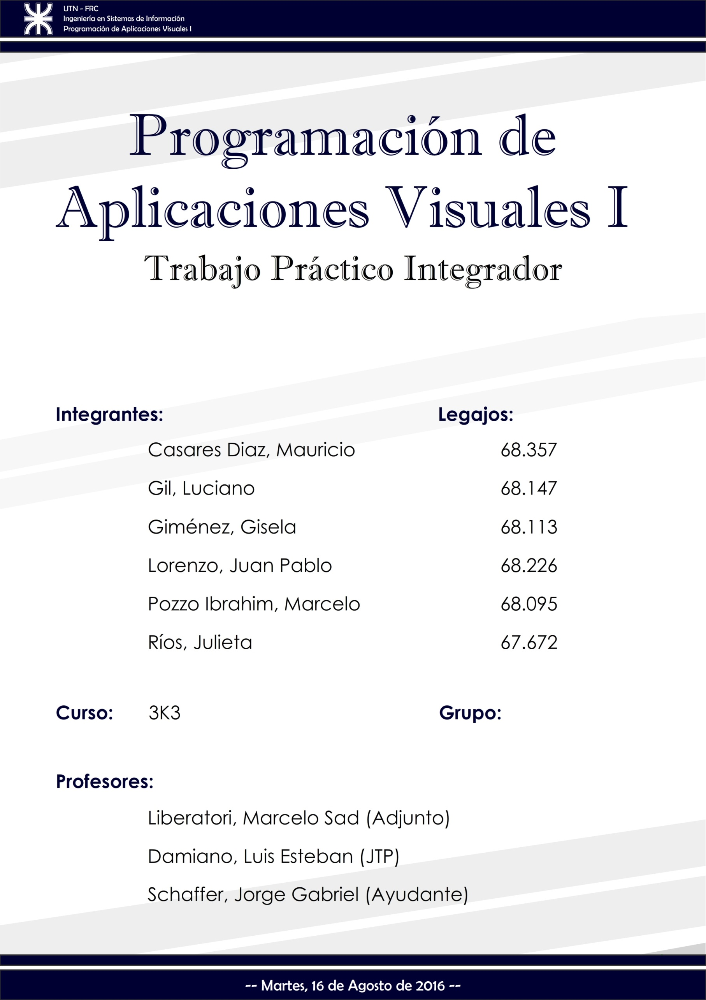 UTN - FRC
Ingeniería en Sistemas de Información
Programación de Aplicaciones Visuales I
Programación de
Aplicaciones Visuales I
Trabajo Práctico Integrador
Integrantes: Legajos:
Casares Diaz, Mauricio 68.357
Gil, Luciano 68.147
Giménez, Gisela 68.113
Lorenzo, Juan Pablo 68.226
Pozzo Ibrahim, Marcelo 68.095
Ríos, Julieta 67.672
Curso: 3K3 Grupo:
Profesores:
Liberatori, Marcelo Sad (Adjunto)
Damiano, Luis Esteban (JTP)
Schaffer, Jorge Gabriel (Ayudante)
-- Martes, 16 de Agosto de 2016 --